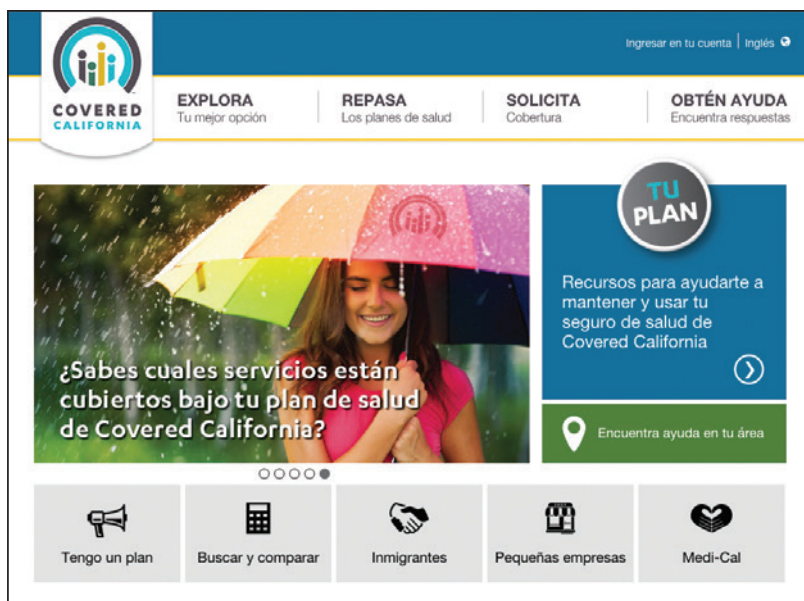 Ingresar en tu cuenta | Inglés
COVERED
CALIFORNIA
EXPLORA
Tu mejor opción
REPASA
Los planes de salud
SOLICITA
Cobertura
OBTÉN AYUDA
Encuentra respuestas
¿Sabes cuales servicios están
cubiertos bajo tu plan de salud
de Covered California?
TU
PLAN
Recursos para ayudarte a
mantener y usar tu
seguro de salud de
Covered California
Encuentra ayuda en tu área
Tengo un plan
Buscar y comparar
Inmigrantes
Pequeñas empresas
Medi-Cal